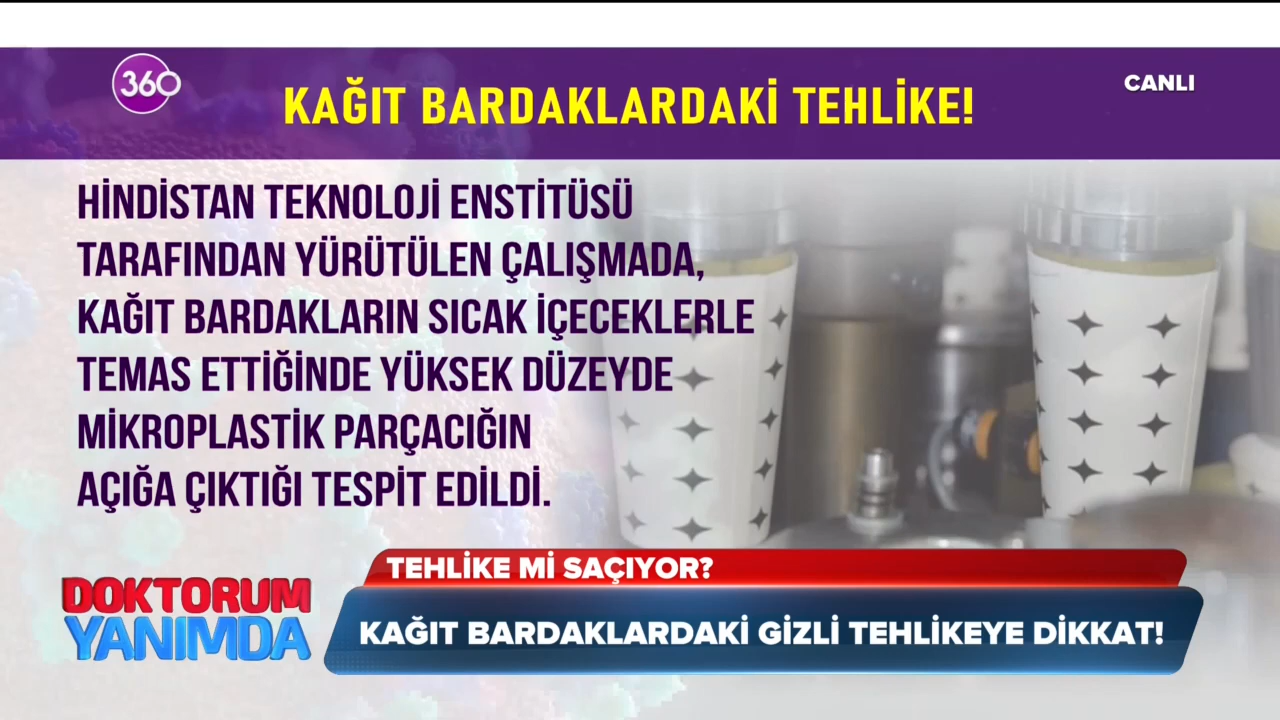 360
KAĞIT BARDAKLARDAKİ TEHLİKE!
CANLI
HİNDİSTAN TEKNOLOJİ ENSTİTÜSÜ
TARAFINDAN YÜRÜTÜLEN ÇALIŞMADA,
KAĞIT BARDAKLARIN SICAK İÇECEKLERLE
TEMAS ETTİĞİNDE YÜKSEK DÜZEYDE
MİKROPLASTİK PARÇACIĞIN
AÇIĞA ÇIKTIĞI TESPİT EDİLDİ.
TEHLİKE Mİ SAÇIYOR?
DOKTORUM
YANIMDA
KAĞIT BARDAKLARDAKİ GİZLİ TEHLİKEYE DİKKAT!